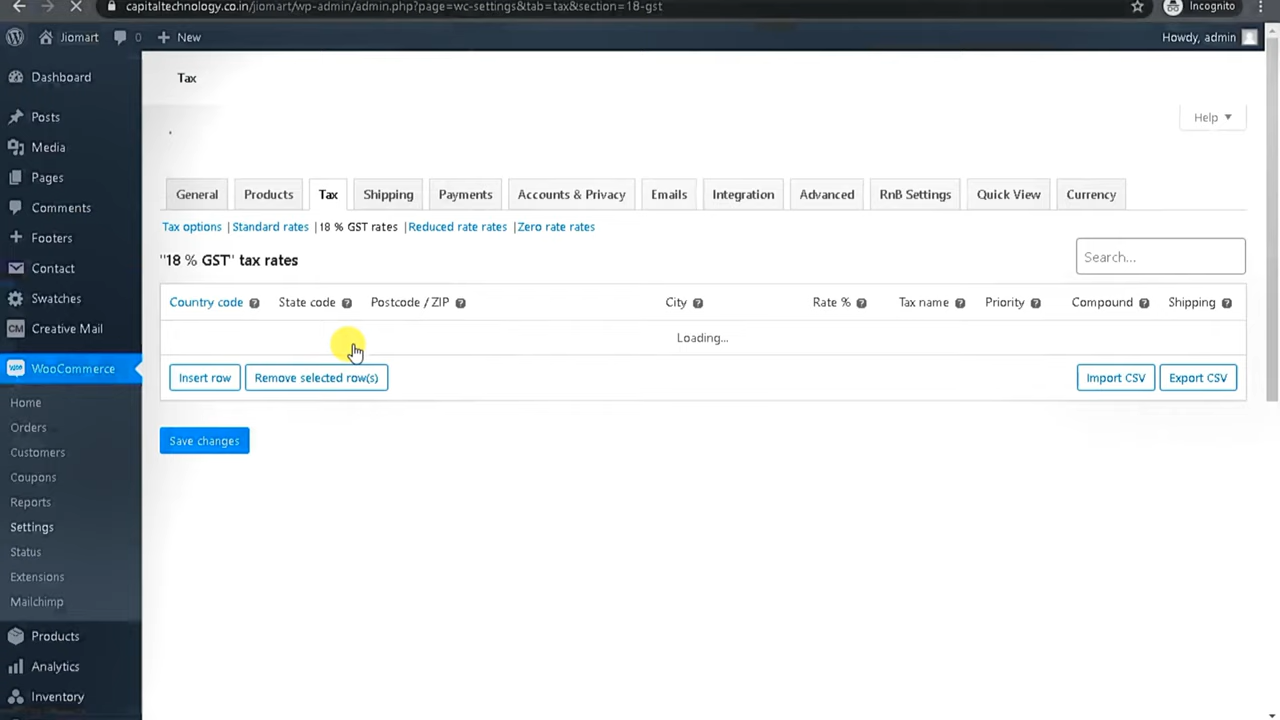 capitaltechnology.co.in/jiomart/wp-admin/admin.php?page=wc-settings&tab=tax&section=18-gst
Incognito
Jiomart 0 New
Howdy, admin
Dashboard
Posts
Media
Pages
Comments
Footers
Contact
Swatches
Creative Mail
WooCommerce
Home
Orders
Customers
Coupons
Reports
Settings
Status
Extensions
Mailchimp
Products
Analytics
Inventory
Tax
Help ▼
General Products Tax Shipping Payments Accounts & Privacy Emails Integration Advanced RnB Settings Quick View Currency
Tax options | Standard rates | 18 % GST rates | Reduced rate rates | Zero rate rates
"18 % GST" tax rates
Search...
Country code ? State code ? Postcode / ZIP ? City ? Rate % ? Tax name ? Priority ? Compound ? Shipping ?
Loading...
Insert row Remove selected row(s) Import CSV Export CSV
Save changes